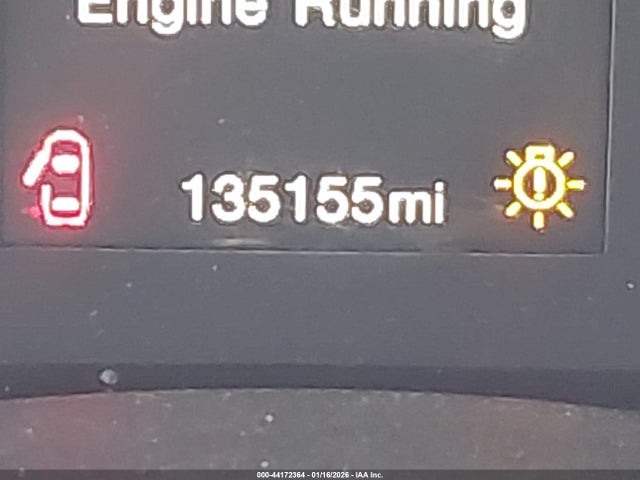 Engine Running
135155mi
000-44172364 - 01/16/2026 - IAA Inc.